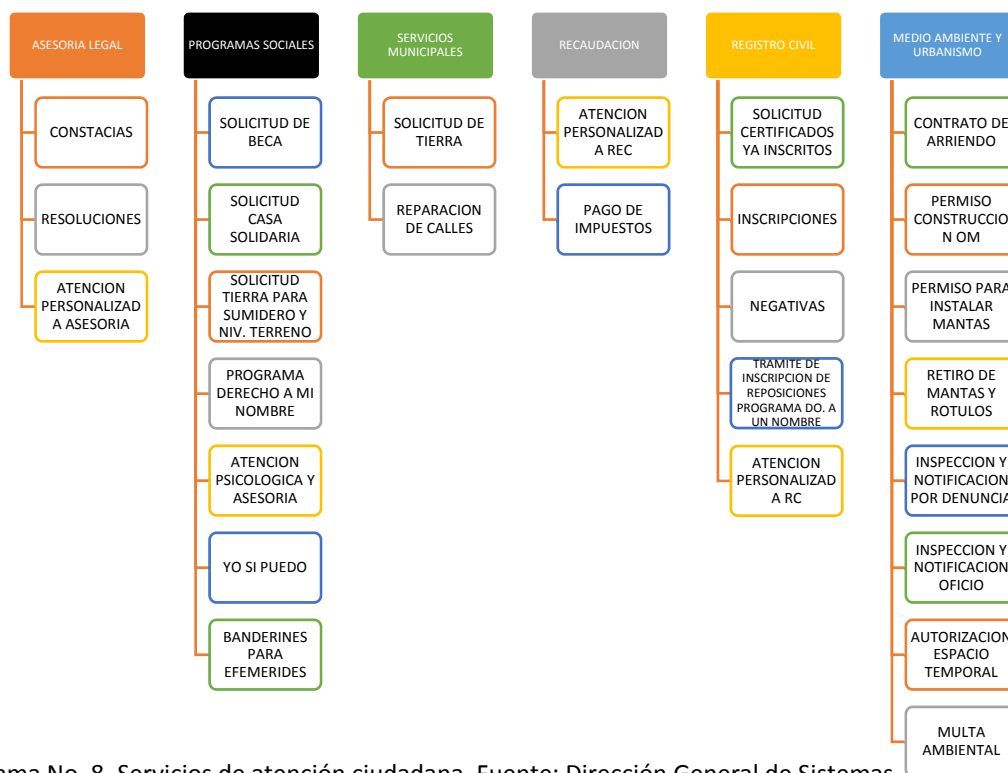 ASESORIA LEGAL
CONSTACIAS
RESOLUCIONES
ATENCION
PERSONALIZAD
A ASESORIA
PROGRAMAS SOCIALES
SOLICITUD DE
BECA
SOLICITUD
CASA
SOLIDARIA
SOLICITUD
TIERRA PARA
SUMIDERO Y
NIV. TERRENO
PROGRAMA
DERECHO A MI
NOMBRE
ATENCION
PSICOLOGICA Y
ASESORIA
YO SI PUEDO
BANDERINES
PARA
EFEMERIDES
SERVICIOS
MUNICIPALES
SOLICITUD DE
TIERRA
REPARACION
DE CALLES
RECAUDACION
ATENCION
PERSONALIZAD
A REC
PAGO DE
IMPUESTOS
REGISTRO CIVIL
SOLICITUD
CERTIFICADOS
YA INSCRITOS
INSCRIPCIONES
NEGATIVAS
TRAMITE DE
INSCRIPCION DE
REPOSICIONES
PROGRAMA DO. A
UN NOMBRE
ATENCION
PERSONALIZAD
A RC
MEDIO AMBIENTE Y
URBANISMO
CONTRATO DE
ARRIENDO
PERMISO
CONSTRUCCIO
N OM
PERMISO PARA
INSTALAR
MANTAS
RETIRO DE
MANTAS Y
ROTULOS
INSPECCION Y
NOTIFICACION
POR DENUNCIA
INSPECCION Y
NOTIFICACION
OFICIO
AUTORIZACION
ESPACIO
TEMPORAL
MULTA
AMBIENTAL
ama No. 8. Servicios de atención ciudadana. Fuente: Dirección General de Sistemas